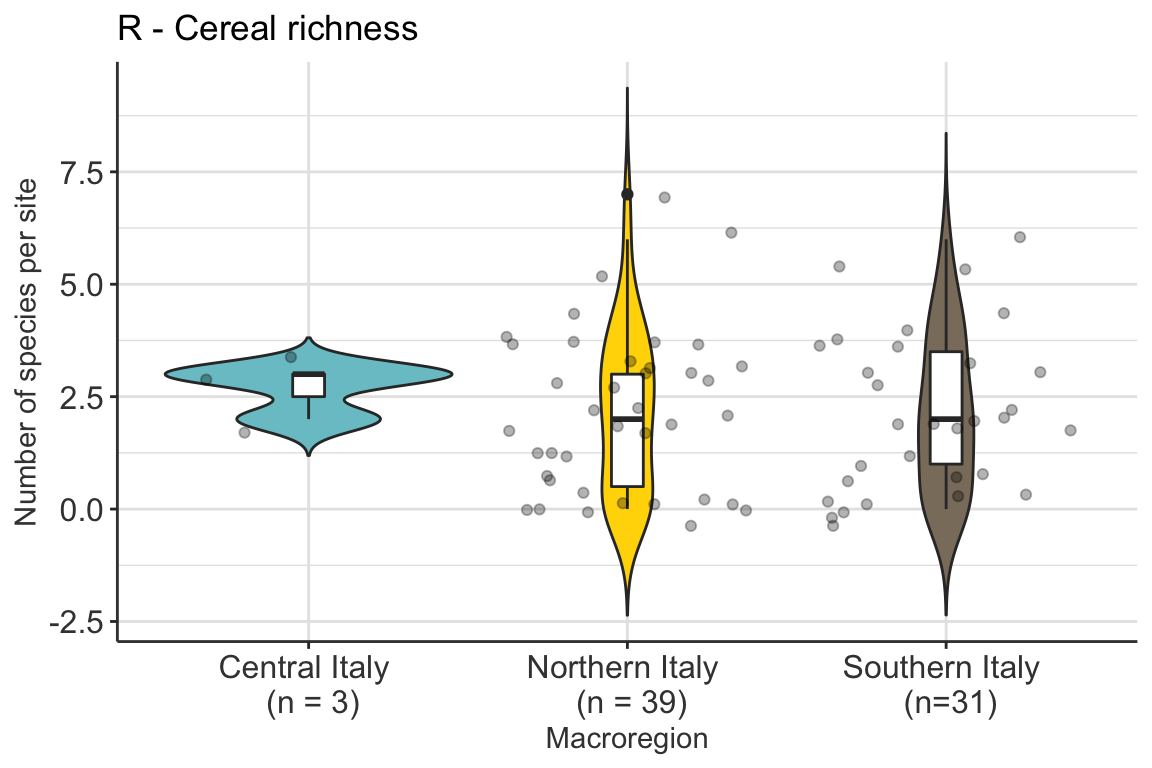 R - Cereal richness
Number of species per site
7.5
5.0
2.5
0.0
-2.5
Central Italy
(n = 3)
Northern Italy
(n = 39)
Southern Italy
(n=31)
Macroregion